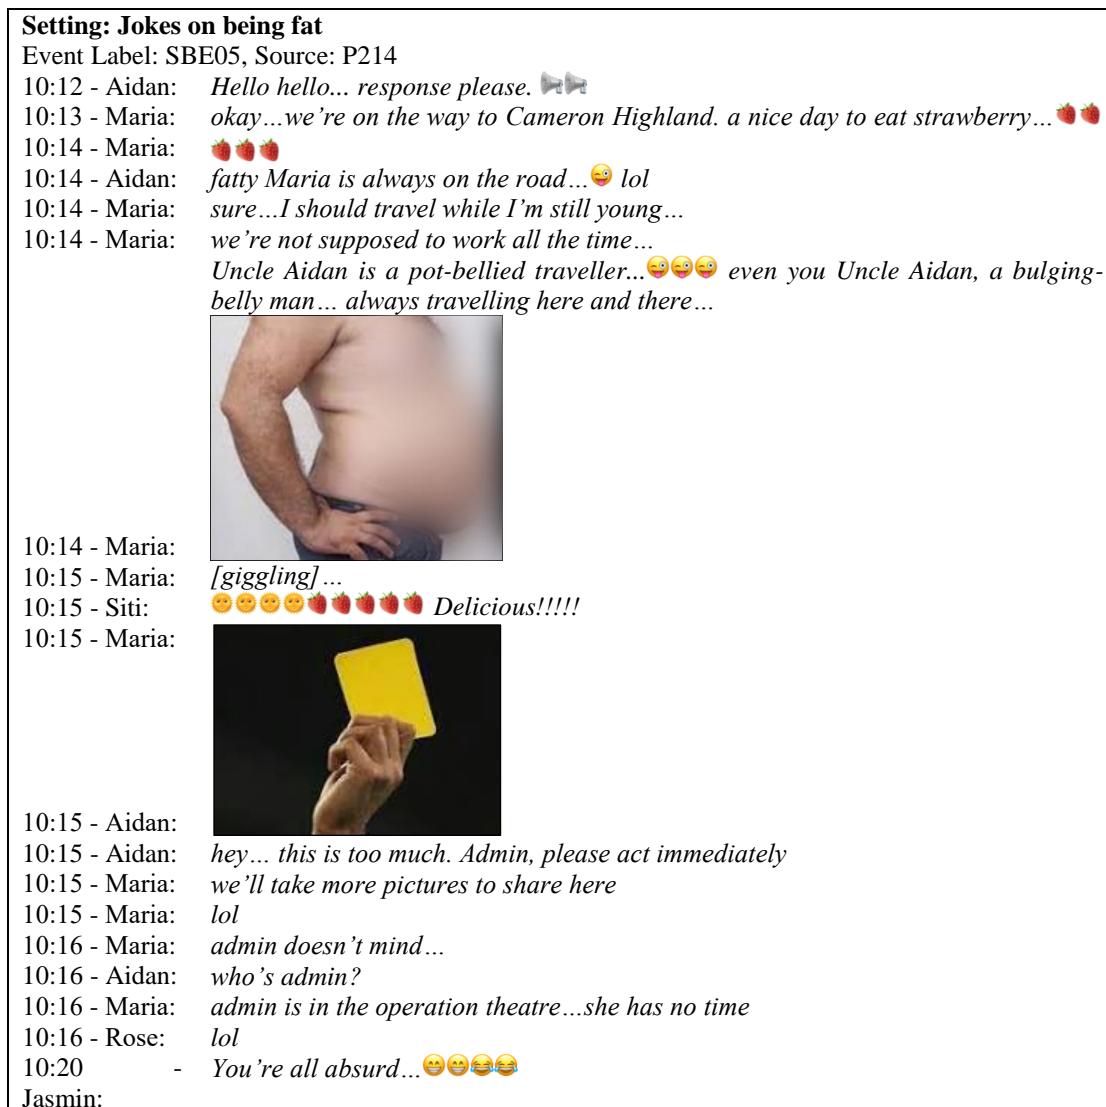 Setting: Jokes on being fat
Event Label: SBE05, Source: P214
10:12 - Aidan: Hello hello... response please. 📢📢
10:13 - Maria: okay…we’re on the way to Cameron Highland. a nice day to eat strawberry…🍓🍓
10:14 - Maria: 🍓🍓🍓
10:14 - Aidan: fatty Maria is always on the road…😜 lol
10:14 - Maria: sure…I should travel while I’m still young…
10:14 - Maria: we’re not supposed to work all the time…
Uncle Aidan is a pot-bellied traveller...😜😜😜 even you Uncle Aidan, a bulging-
belly man… always travelling here and there…
10:14 - Maria:
10:15 - Maria: [giggling]…
10:15 - Siti: 🌞🌞🌞🌞🍓🍓🍓🍓🍓 Delicious!!!!!
10:15 - Maria:
10:15 - Aidan:
10:15 - Aidan: hey… this is too much. Admin, please act immediately
10:15 - Maria: we’ll take more pictures to share here
10:15 - Maria: lol
10:16 - Maria: admin doesn’t mind…
10:16 - Aidan: who’s admin?
10:16 - Maria: admin is in the operation theatre…she has no time
10:16 - Rose: lol
10:20 - You’re all absurd…😁😁😂😂
Jasmin: